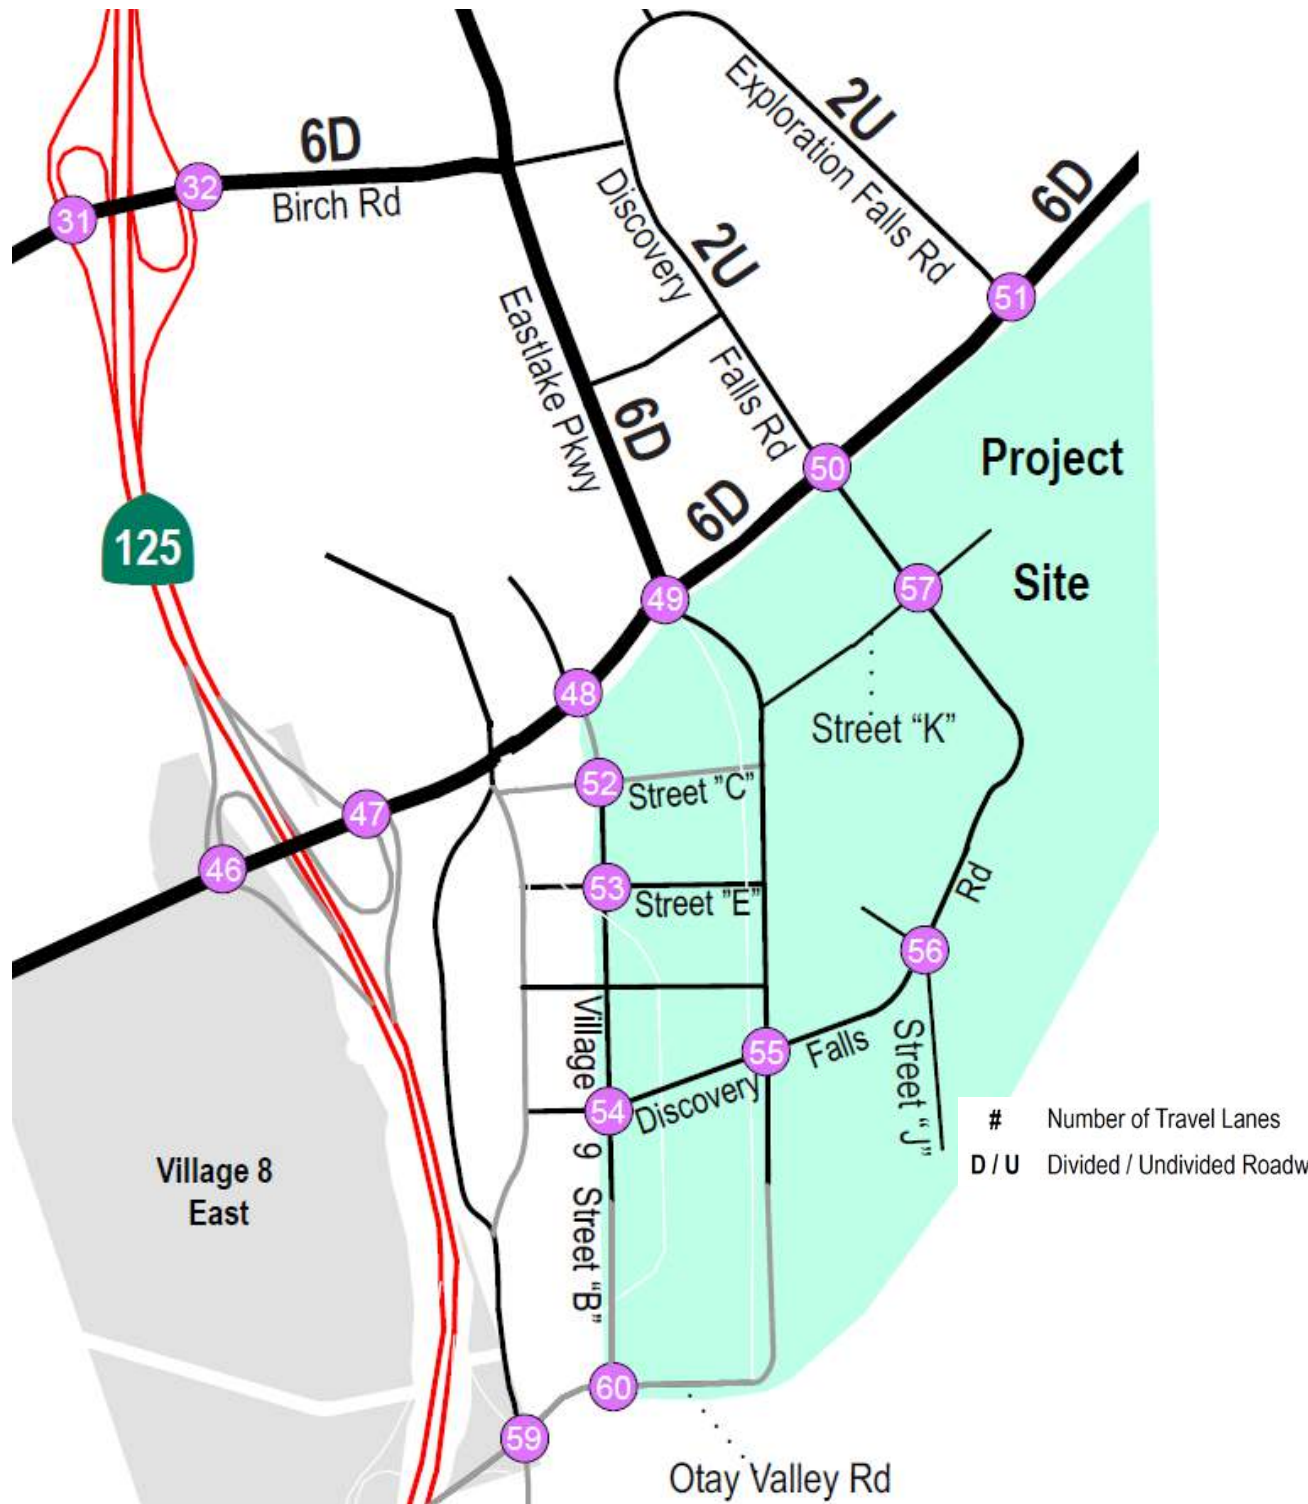 6D
32
31
Birch Rd
2U
Exploration Falls Rd
6D
Discovery
2U
Falls Rd
51
Eastlake Pkwy
6D
6D
50
Project
125
57
Site
49
48
Street “K”
52
Street ”C”
47
46
53
Street ”E”
Rd
56
Village
55
Falls
Street “J”
54
Discovery
9
Street “B”
# Number of Travel Lanes
D / U Divided / Undivided Roadw
Village 8
East
60
59
Otay Valley Rd